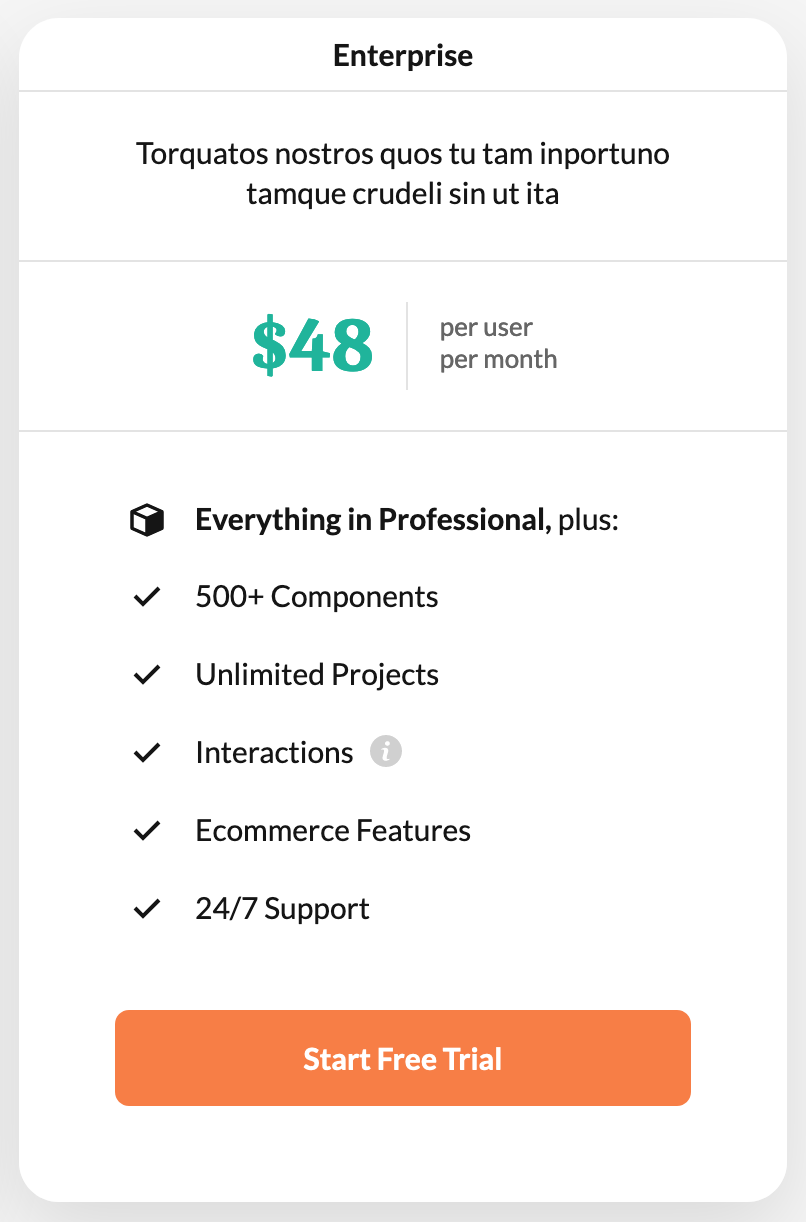 Enterprise
Torquatos nostros quos tu tam inportuno
tamque crudeli sin ut ita
$48
per user
per month
Everything in Professional, plus:
500+ Components
Unlimited Projects
Interactions i
Ecommerce Features
24/7 Support
Start Free Trial